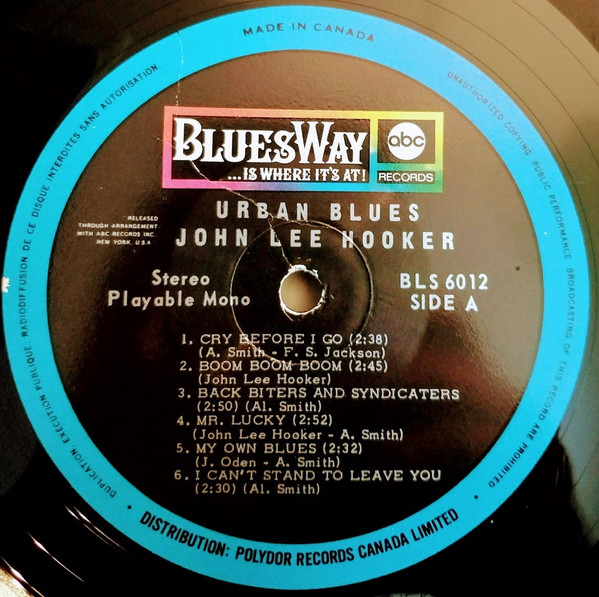 MADE IN CANADA
UNAUTHORIZED COPYING, PUBLIC PERFORMANCE, BROADCASTING OF THIS RECORD ARE PROHIBITED
DUPLICATION, EXECUTION PUBLIQUE, RADIODIFFUSION DE CE DISQUE INTERDITES SANS AUTORISATION.
BLUESWAY
...IS WHERE IT'S AT!
abc
RECORDS
RELEASED
THROUGH ARRANGEMENT
WITH ABC RECORDS INC.
NEW YORK, U.S.A
URBAN BLUES
JOHN LEE HOOKER
Stereo
Playable Mono
BLS 6012
SIDE A
1. CRY BEFORE I GO (2:38)
(A. Smith - F. S. Jackson)
2. BOOM BOOM BOOM (2:45)
(John Lee Hooker)
3. BACK BITERS AND SYNDICATERS
(2:50) (Al. Smith)
4. MR. LUCKY (2:52)
(John Lee Hooker - A. Smith)
5. MY OWN BLUES (2:32)
(J. Oden - A. Smith)
6. I CAN'T STAND TO LEAVE YOU
(2:30) (Al. Smith)
• DISTRIBUTION: POLYDOR RECORDS CANADA LIMITED •